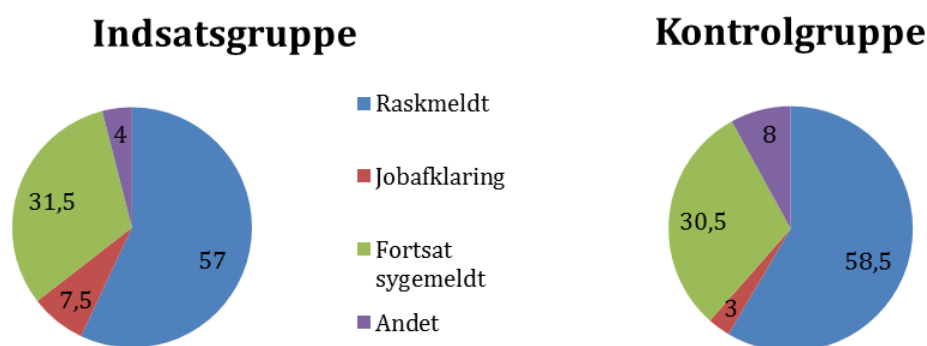 Indsatsgruppe
4
31,5
57
7,5
Raskmeldt
Jobafklaring
Fortsat
sygemeldt
Andet
Kontrolgruppe
8
30,5
58,5
3